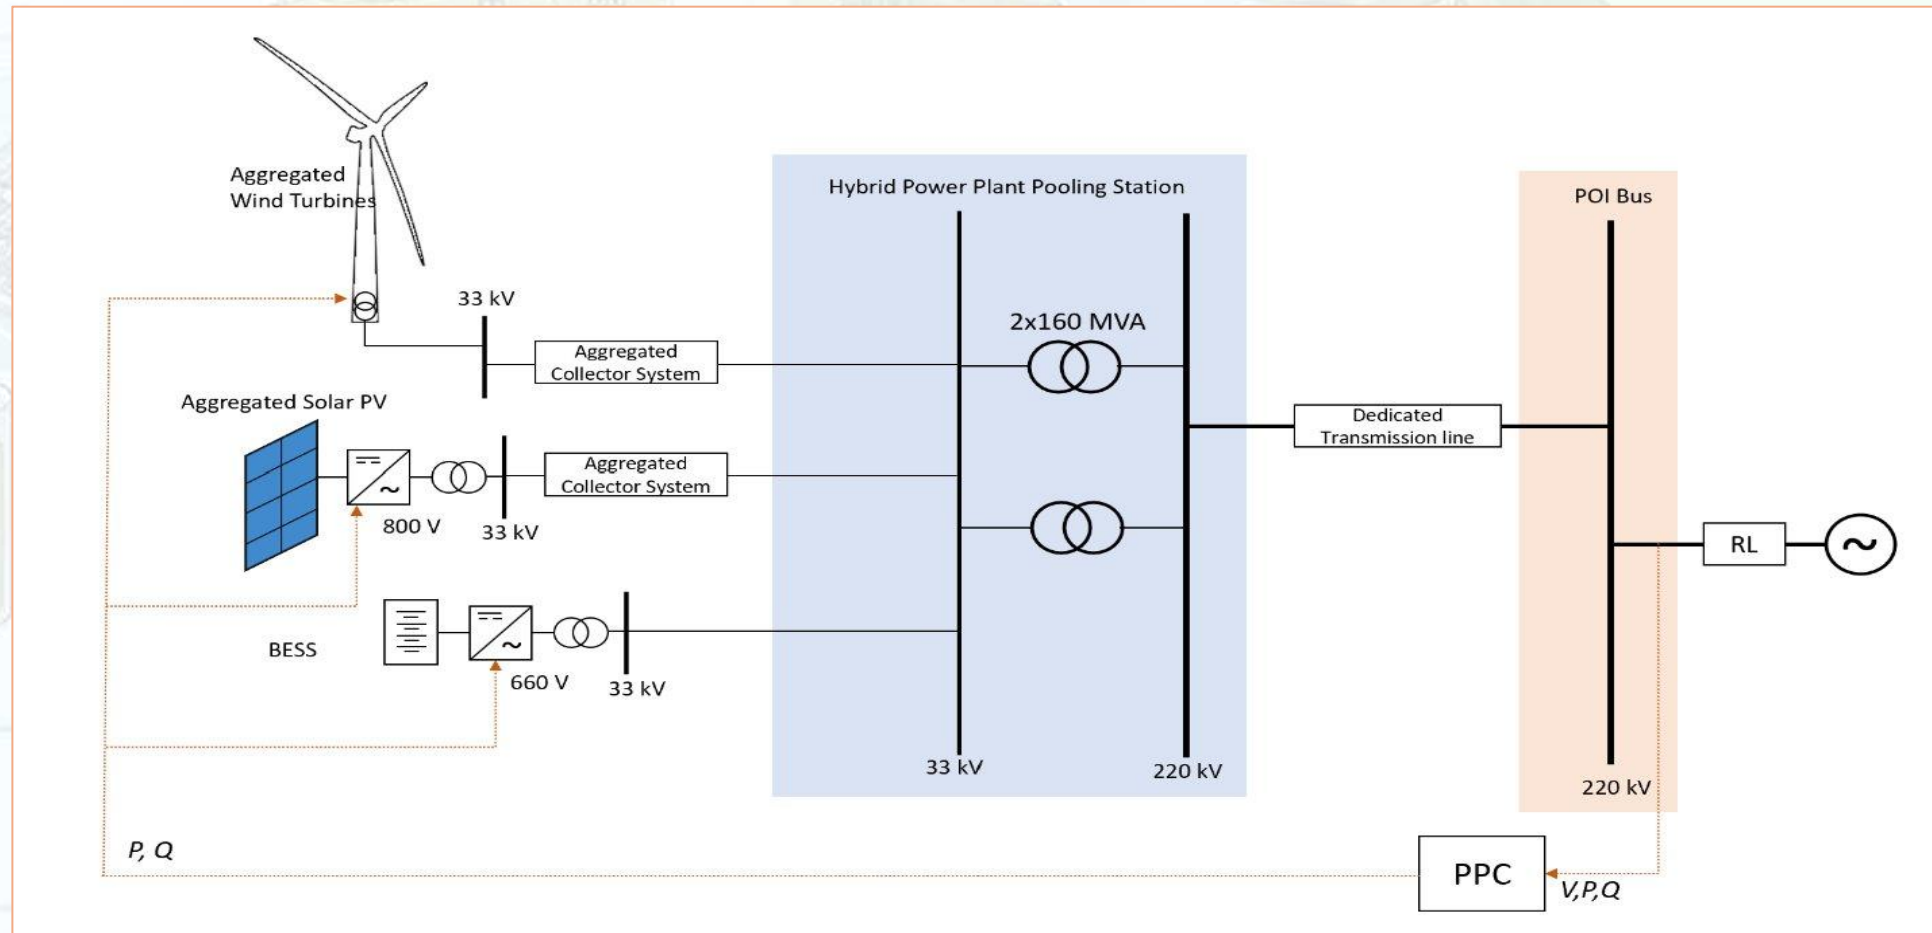 Aggregated
Wind Turbines
33 kV
Aggregated
Collector System
Aggregated Solar PV
800 V
33 kV
Aggregated
Collector System
BESS
660 V
33 kV
Hybrid Power Plant Pooling Station
2x160 MVA
33 kV
220 kV
Dedicated
Transmission line
POI Bus
220 kV
RL
PPC
V,P,Q
P, Q